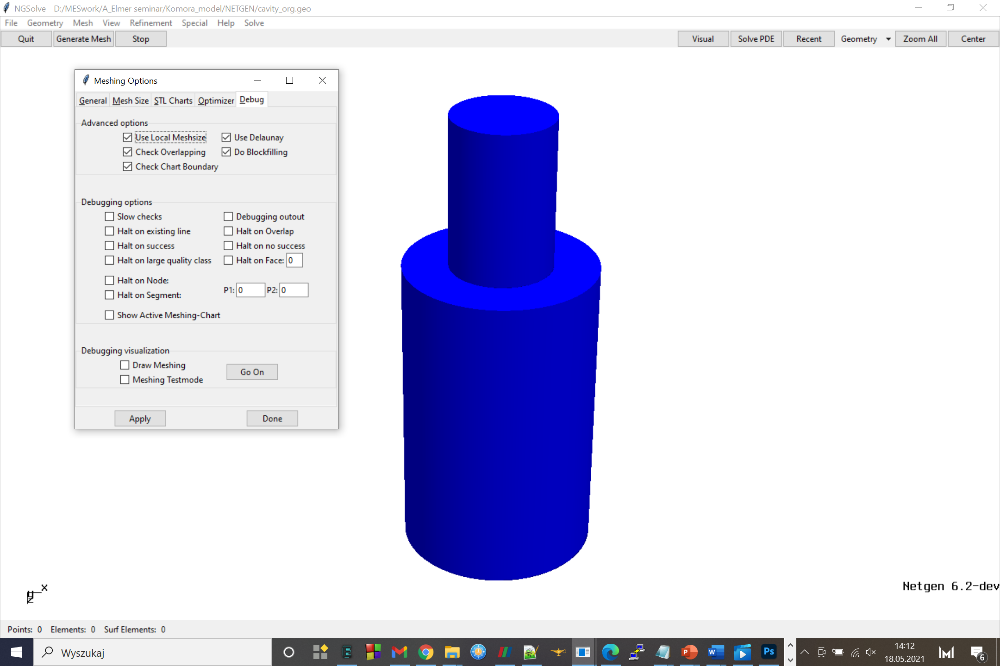 NGSolve - D:/MESwork/A_Elmer seminar/Komora_model/NETGEN/cavity_org.geo
File Geometry Mesh View Refinement Special Help Solve
Quit Generate Mesh Stop Visual Solve PDE Recent Geometry Zoom All Center
Meshing Options
General Mesh Size STL Charts Optimizer Debug
Advanced options
Use Local Meshsize Use Delaunay
Check Overlapping Do Blockfilling
Check Chart Boundary
Debugging options
Slow checks Debugging outout
Halt on existing line Halt on Overlap
Halt on success Halt on no success
Halt on large quality class Halt on Face: 0
Halt on Node:
P1: 0 P2: 0
Halt on Segment:
Show Active Meshing-Chart
Debugging visualization
Draw Meshing
Go On
Meshing Testmode
Apply Done
x
y
z
Netgen 6.2-dev
Points: 0 Elements: 0 Surf Elements: 0
Wyszukaj
E
P
W
Ps
14:12
18.05.2021
6